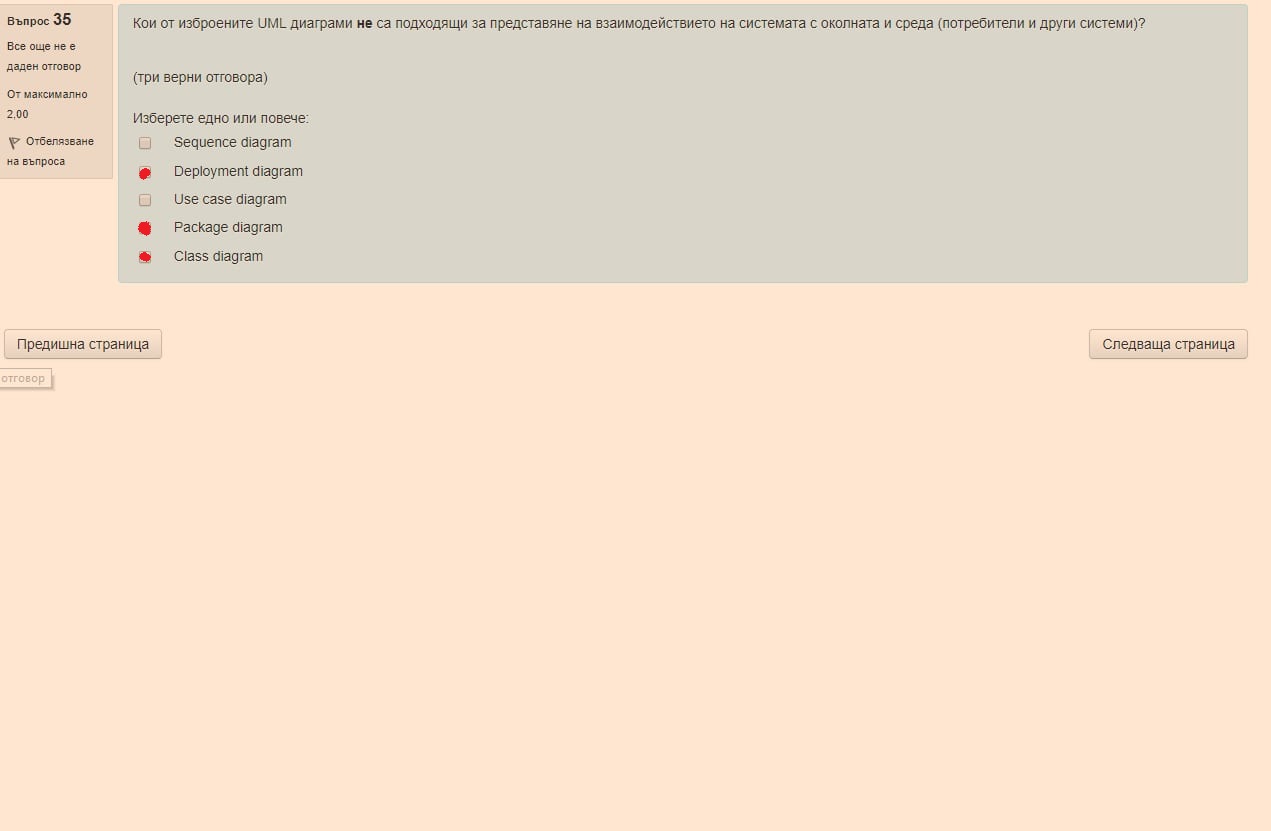 Въпрос 35
Все още не е
даден отговор
От максимално
2,00
Отбелязване
на въпроса
Кои от изброените UML диаграми не са подходящи за представяне на взаимодействието на системата с околната и среда (потребители и други системи)?
(три верни отговора)
Изберете едно или повече:
Sequence diagram
Deployment diagram
Use case diagram
Package diagram
Class diagram
Предишна страница
Следваща страница
отговор